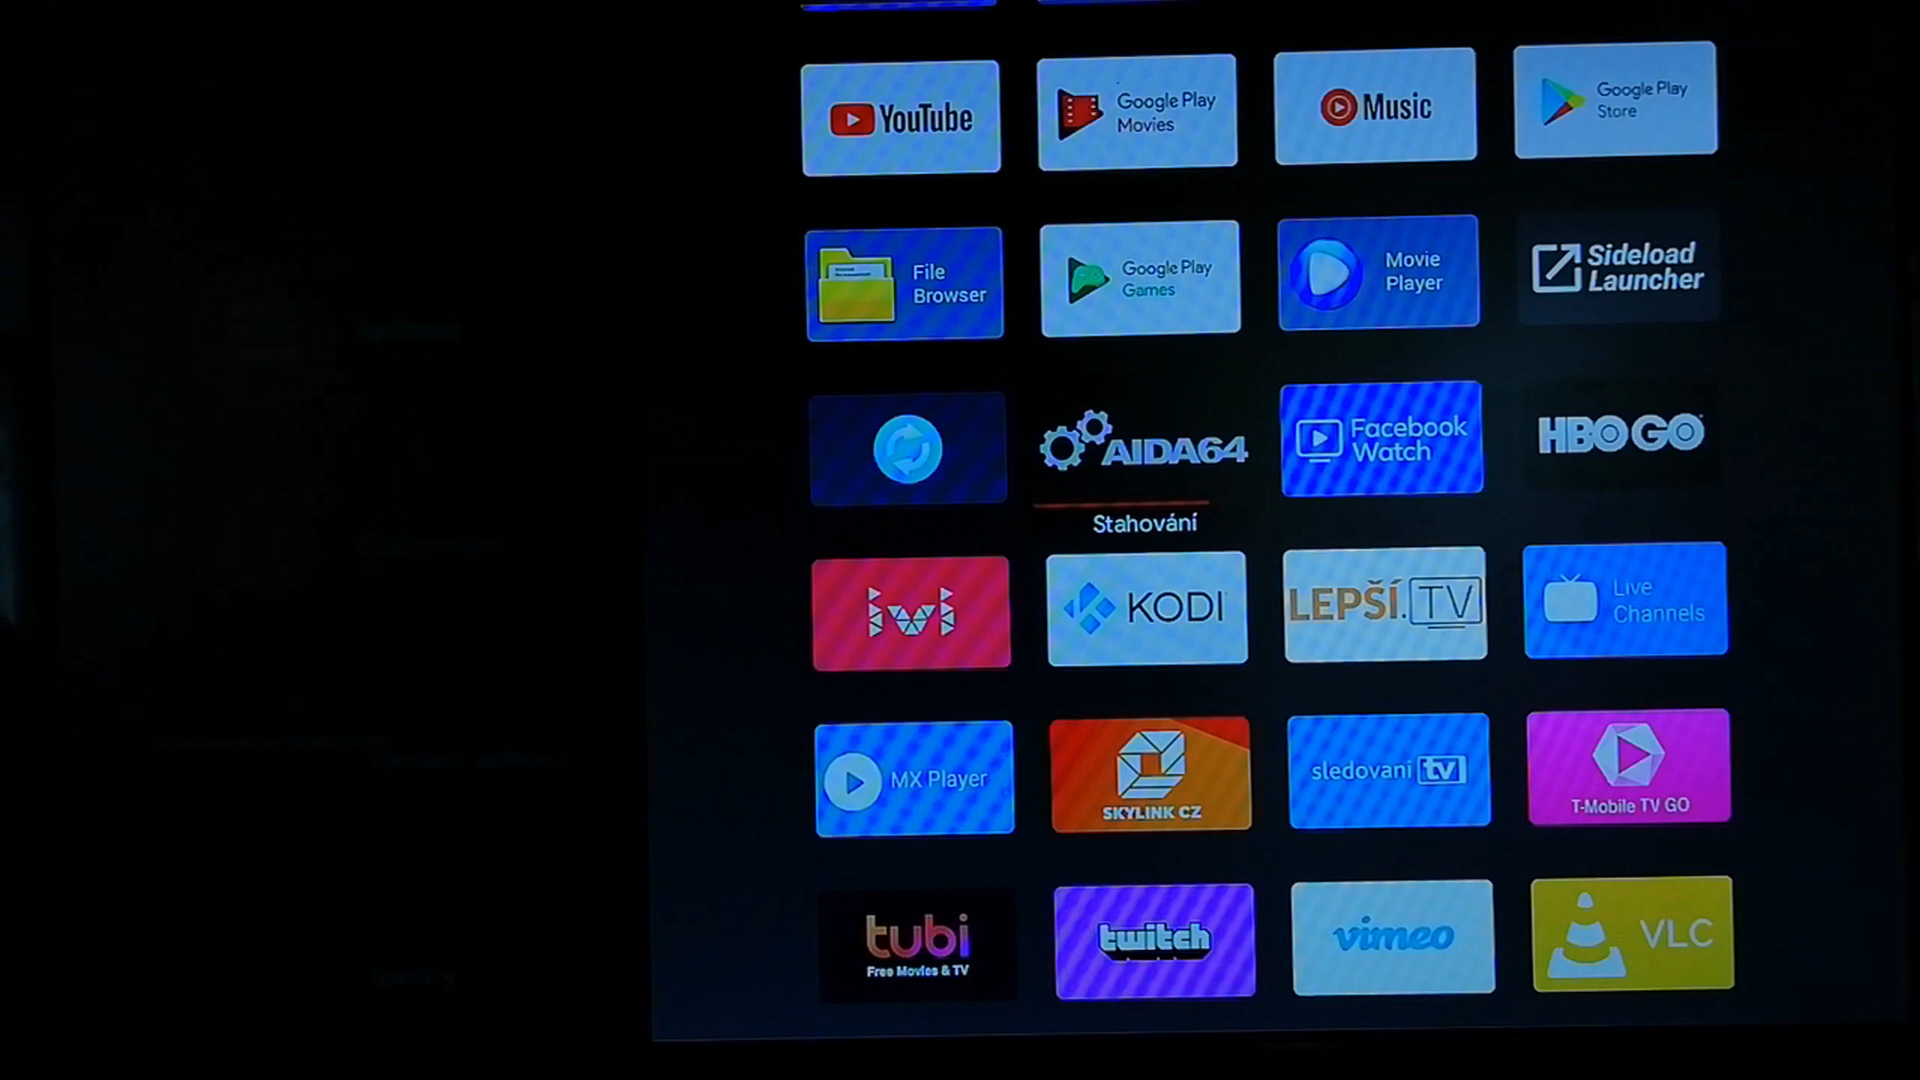 YouTube
Google Play
Movies
Music
Google Play
Store
File
Browser
Google Play
Games
Movie
Player
Sideload
Launcher
AIDA64
Facebook
Watch
HBO GO
Stahování
ivi
KODI
LEPŠÍ.TV
Live
Channels
MX Player
SKYLINK CZ
sledovani tv
T-Mobile TV GO
tubi
Free Movies & TV
twitch
vimeo
VLC